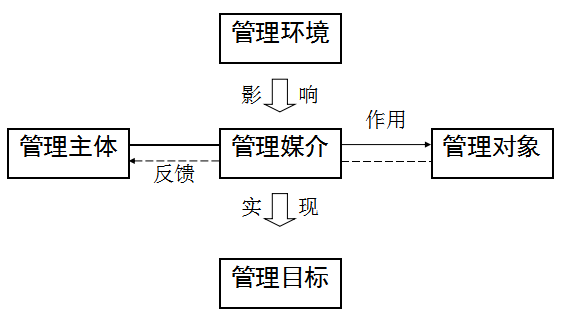 管理环境
影 响
作用
管理主体 管理媒介 管理对象
反馈
实 现
管理目标